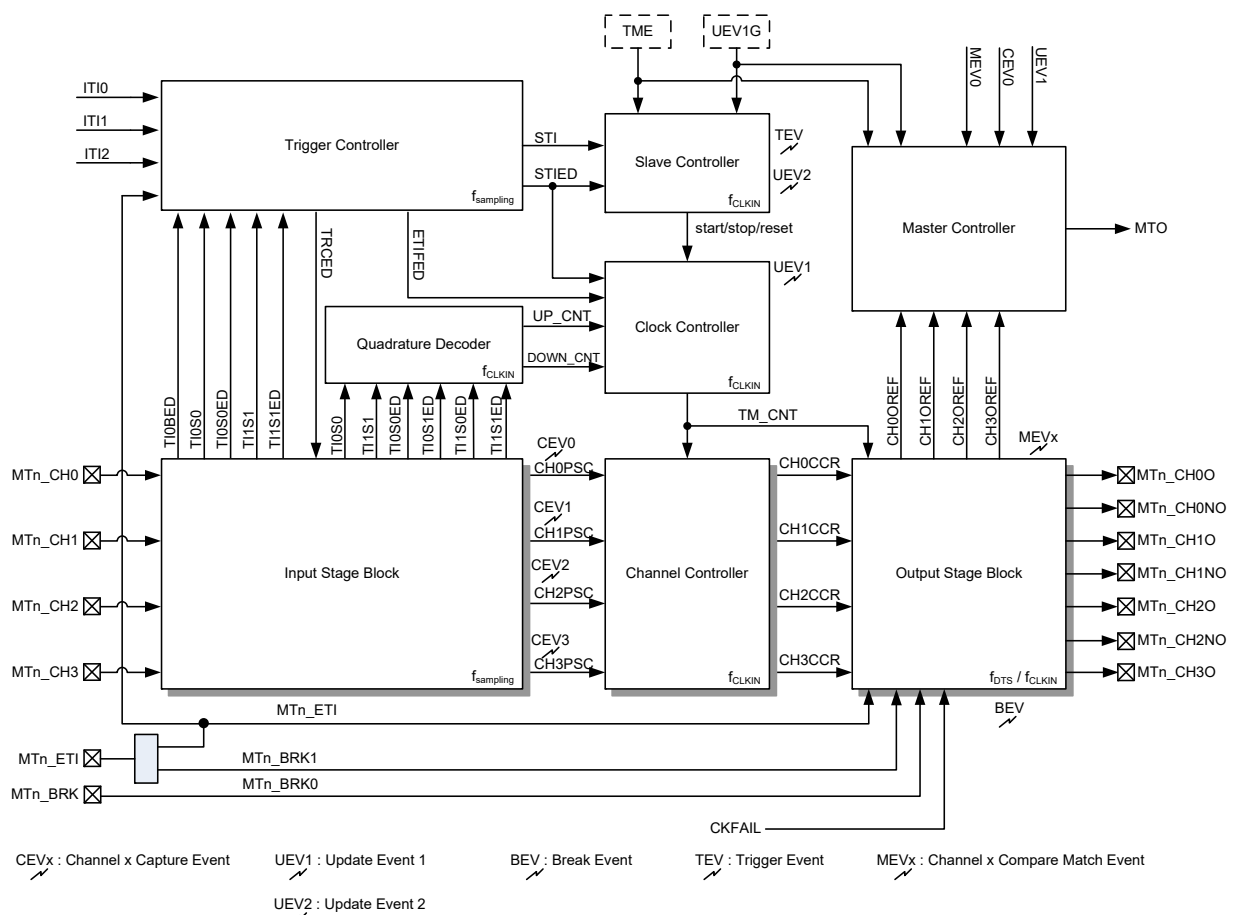 TME
UEV1G
MEV0
CEV0
UEV1
ITI0
ITI1
ITI2
Trigger Controller
fsampling
STI
STIED
Slave Controller
fCLKIN
TEV
UEV2
Master Controller
MTO
start/stop/reset
TRCED
ETIFED
UEV1
Clock Controller
fCLKIN
UP_CNT
DOWN_CNT
Quadrature Decoder
fCLKIN
TI0BED
TI0S0
TI0S0ED
TI1S1
TI1S1ED
TI0S0
TI1S1
TI0S0ED
TI0S1ED
TI1S0ED
TI1S1ED
TM_CNT
CH0OREF
CH1OREF
CH2OREF
CH3OREF
MEVx
MTn_CH0
MTn_CH1
MTn_CH2
MTn_CH3
Input Stage Block
fsampling
CEV0
CH0PSC
CEV1
CH1PSC
CEV2
CH2PSC
CEV3
CH3PSC
Channel Controller
fCLKIN
CH0CCR
CH1CCR
CH2CCR
CH3CCR
Output Stage Block
fDTS / fCLKIN
BEV
MTn_CH0O
MTn_CH0NO
MTn_CH1O
MTn_CH1NO
MTn_CH2O
MTn_CH2NO
MTn_CH3O
MTn_ETI
MTn_ETI
MTn_BRK1
MTn_BRK
MTn_BRK0
CKFAIL
CEVx : Channel x Capture Event
UEV1 : Update Event 1
BEV : Break Event
TEV : Trigger Event
MEVx : Channel x Compare Match Event
UEV2 : Update Event 2